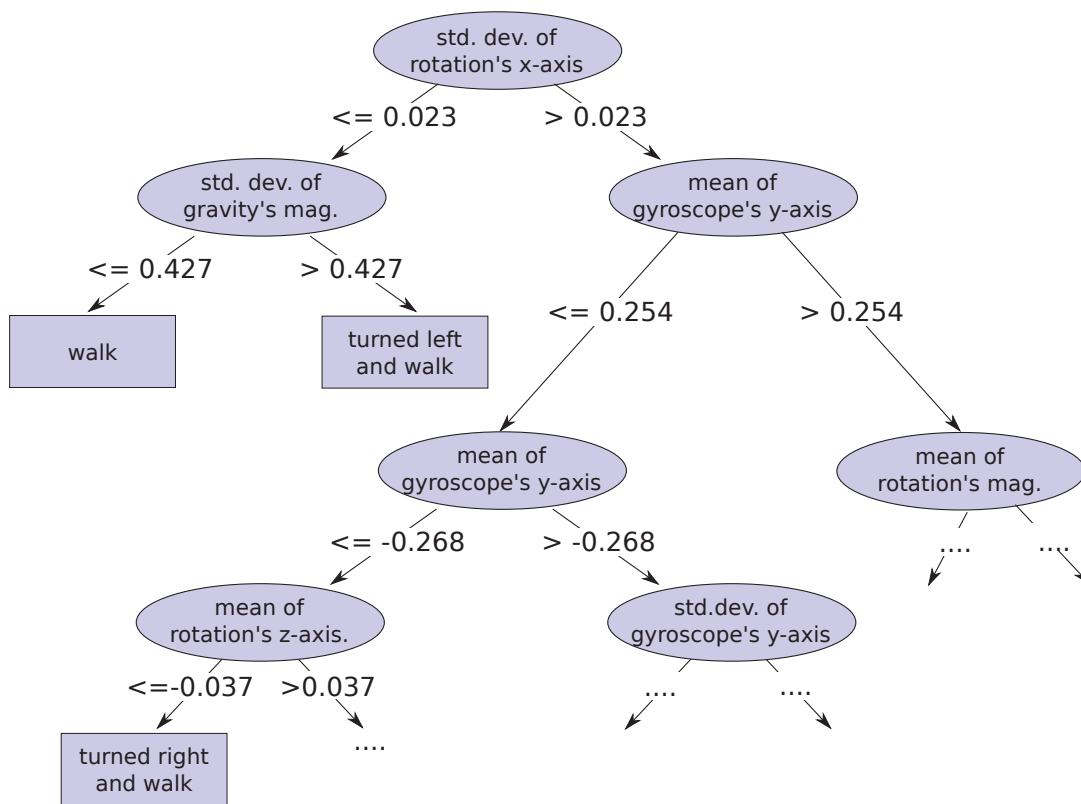 std. dev. of
rotation's x-axis
<= 0.023
> 0.023
std. dev. of
gravity's mag.
mean of
gyroscope's y-axis
<= 0.427
> 0.427
<= 0.254
> 0.254
walk
turned left
and walk
mean of
gyroscope's y-axis
mean of
rotation's mag.
<= -0.268
> -0.268
....
....
mean of
rotation's z-axis.
std.dev. of
gyroscope's y-axis
<=-0.037
>0.037
....
....
....
turned right
and walk